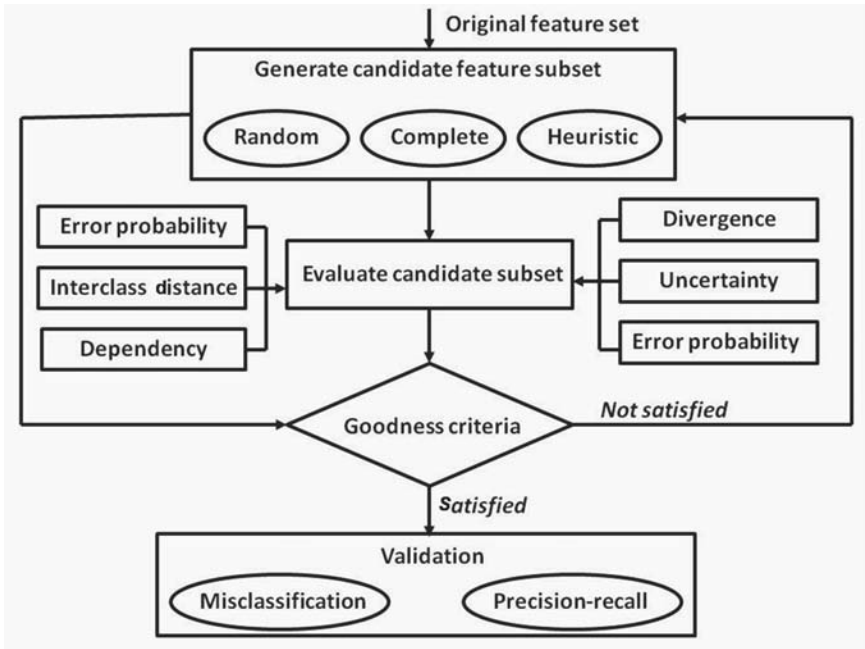 Original feature set
Generate candidate feature subset
Random
Complete
Heuristic
Error probability
Interclass distance
Dependency
Evaluate candidate subset
Divergence
Uncertainty
Error probability
Goodness criteria
Not satisfied
Satisfied
Validation
Misclassification
Precision-recall